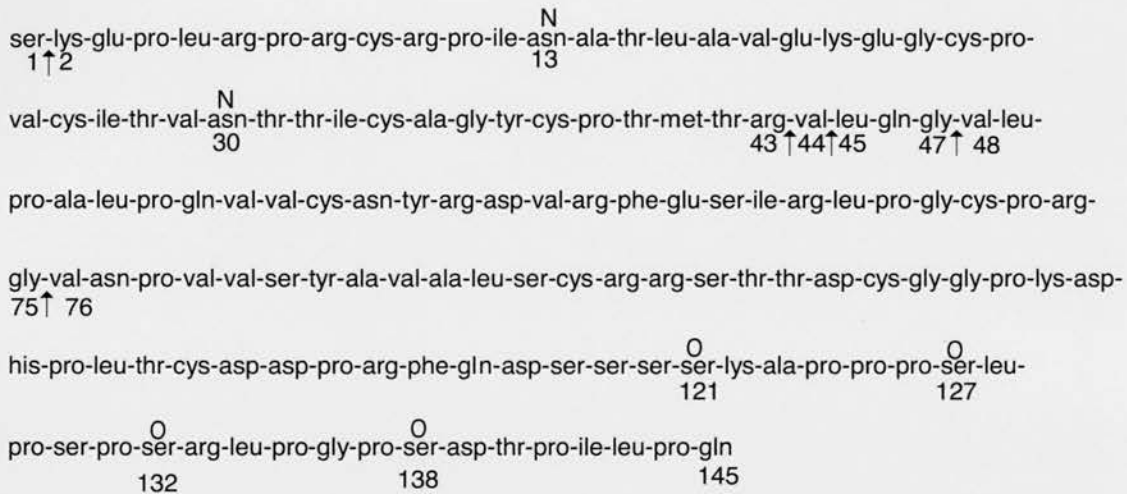 N
ser-lys-glu-pro-leu-arg-pro-arg-cys-arg-pro-ile-asn-ala-thr-leu-ala-val-glu-lys-glu-gly-cys-pro-
1↑2 13
N
val-cys-ile-thr-val-asn-thr-thr-ile-cys-ala-gly-tyr-cys-pro-thr-met-thr-arg-val-leu-gln-gly-val-leu-
30 43↑44↑45 47↑48
pro-ala-leu-pro-gln-val-val-cys-asn-tyr-arg-asp-val-arg-phe-glu-ser-ile-arg-leu-pro-gly-cys-pro-arg-
gly-val-asn-pro-val-val-ser-tyr-ala-val-ala-leu-ser-cys-arg-arg-ser-thr-thr-asp-cys-gly-gly-pro-lys-asp-
75↑76
O O
his-pro-leu-thr-cys-asp-asp-pro-arg-phe-gln-asp-ser-ser-ser-ser-lys-ala-pro-pro-pro-ser-leu-
121 127
O O
pro-ser-pro-ser-arg-leu-pro-gly-pro-ser-asp-thr-pro-ile-leu-pro-gln
132 138 145